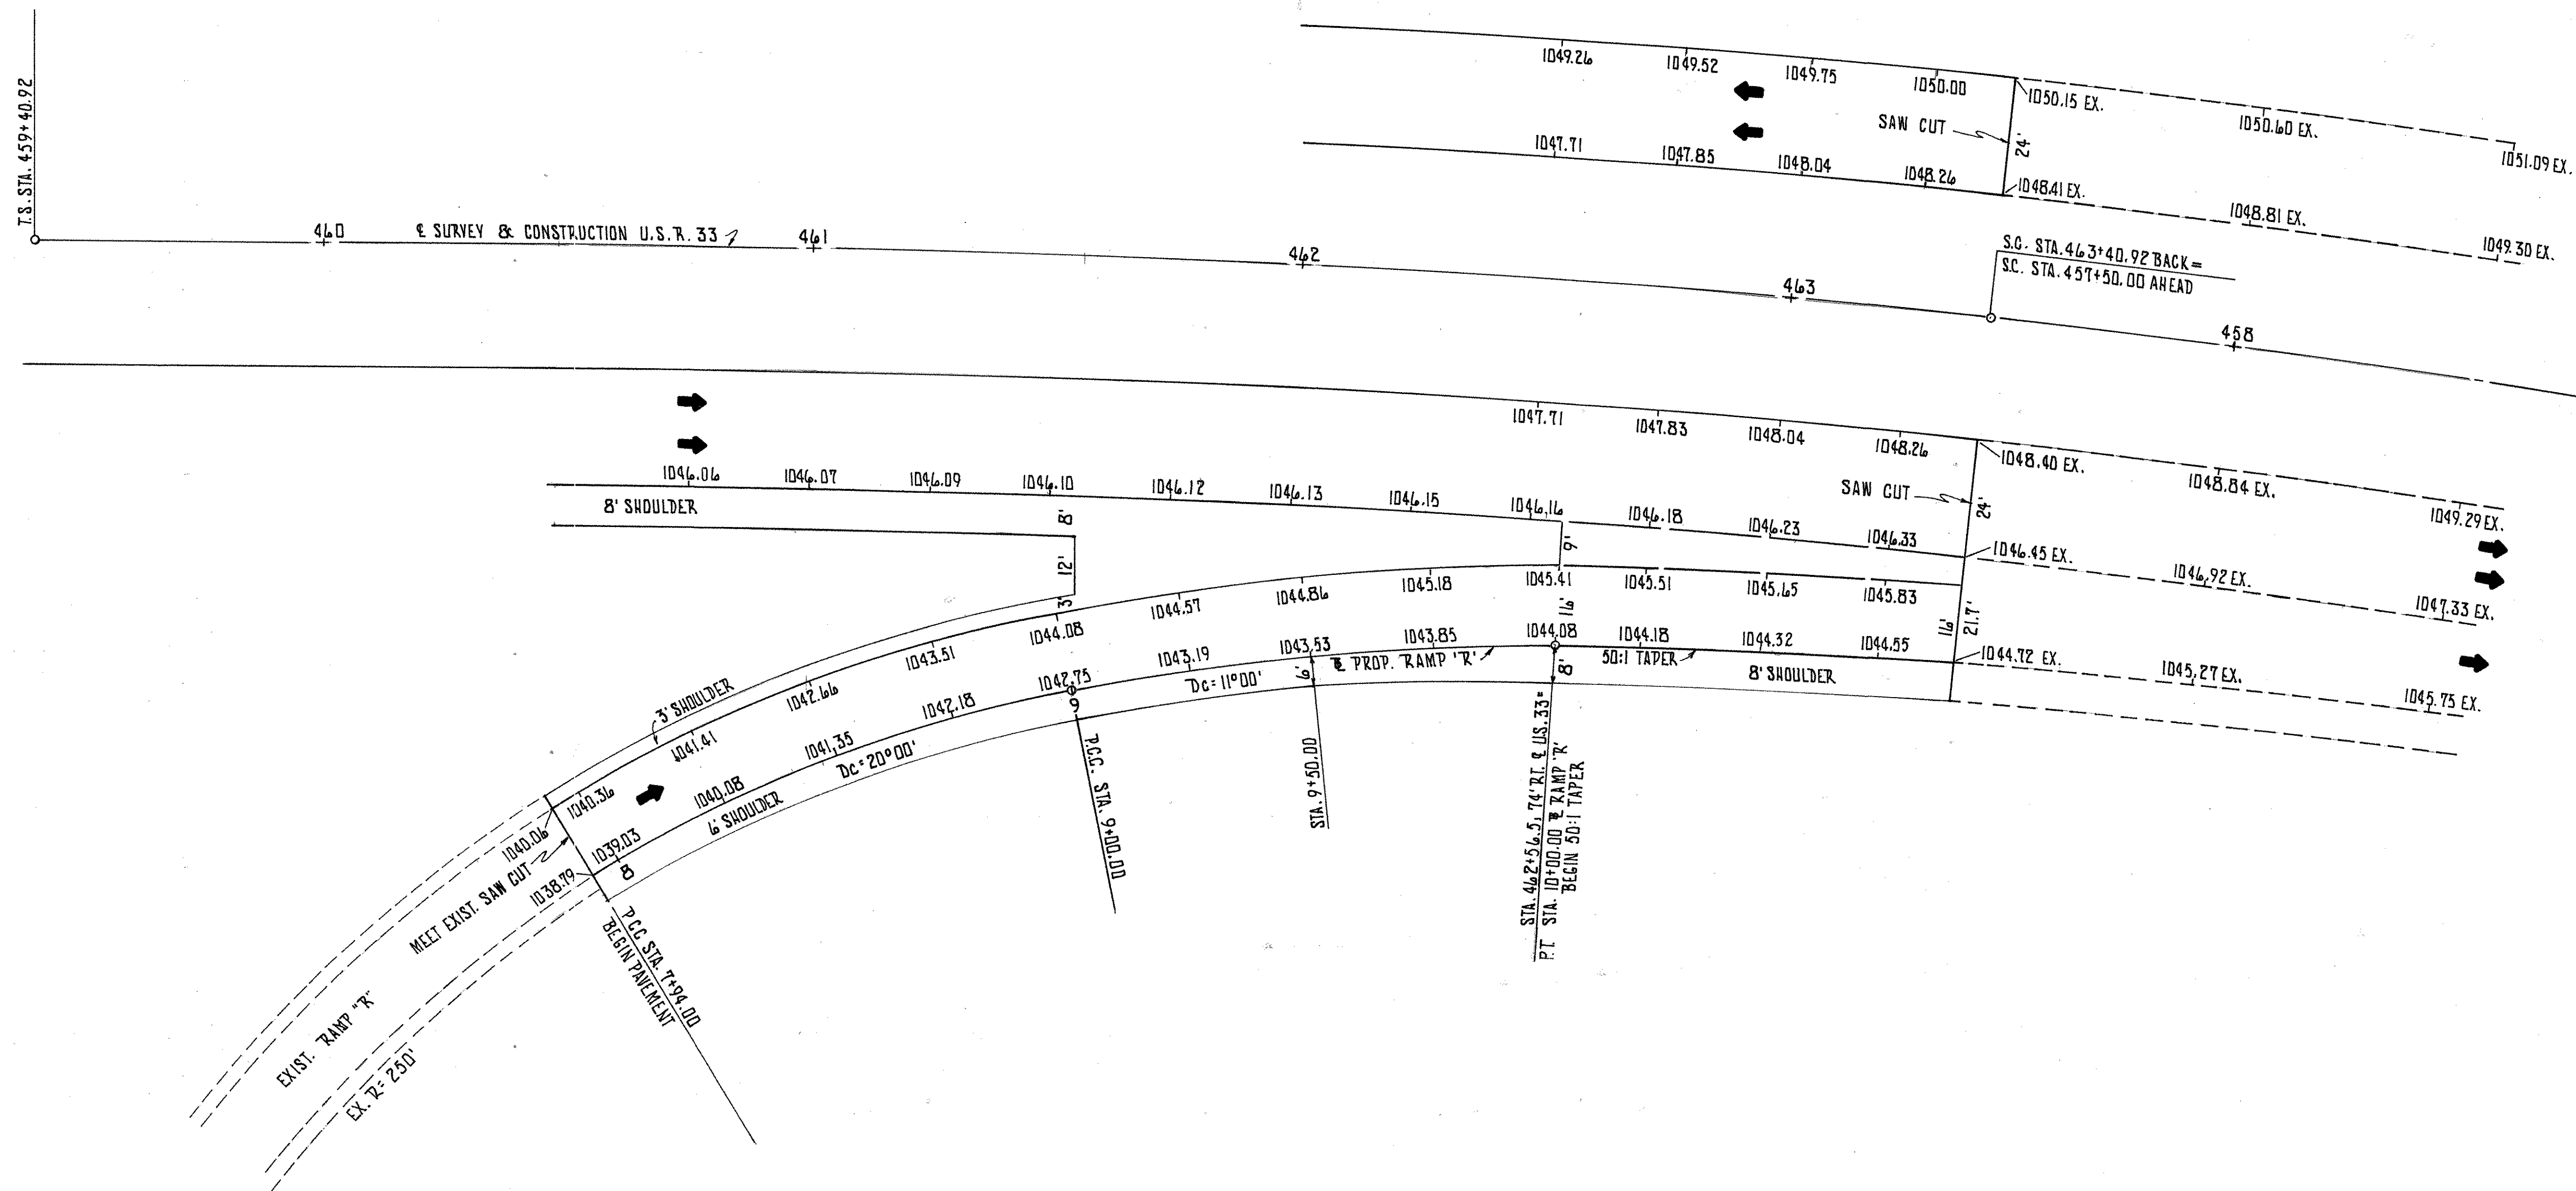 T.S. STA. 459+40.92
1049.26
1049.52
1049.75
1050.00
1050.15 EX.
1050.60 EX.
1051.09 EX.
SAW CUT
24'
1047.71
1047.85
1048.04
1048.26
1048.41 EX.
1048.81 EX.
1049.30 EX.
460
℄ SURVEY & CONSTRUCTION U.S.R. 33
461
462
463
S.C. STA. 463+40.92 BACK =
S.C. STA. 457+50.00 AHEAD
458
1047.71
1047.83
1048.04
1048.26
1048.40 EX.
1048.84 EX.
1049.29 EX.
SAW CUT
24'
1046.06
1046.07
1046.09
1046.10
1046.12
1046.13
1046.15
1046.16
1046.18
1046.23
1046.33
1046.45 EX.
1046.92 EX.
1047.33 EX.
8' SHOULDER
8'
12'
3'
9'
1040.36
1041.41
1042.66
1043.51
1044.08
1044.57
1044.86
1045.18
1045.41
1045.51
1045.65
1045.83
16'
16'
21.7'
3' SHOULDER
1039.03
1040.08
1041.35
1042.18
1042.75
1043.19
1043.53
1043.85
1044.08
1044.18
1044.32
1044.55
1044.72 EX.
1045.27 EX.
1045.75 EX.
8
9
Dc = 20°00'
6' SHOULDER
Dc = 11°00'
6'
PROP. RAMP 'R'
8'
50:1 TAPER
8' SHOULDER
1040.06
MEET EXIST. SAW CUT
1038.79
P.C.C. STA. 7+94.00
BEGIN PAVEMENT
P.C.C. STA. 9+00.00
STA. 9+50.00
STA. 462+56.5, 74' RT. ℄ U.S. 33 =
P.T. STA. 10+00.00 RAMP 'R'
BEGIN 50:1 TAPER
EXIST. RAMP "R"
EX. R = 250'